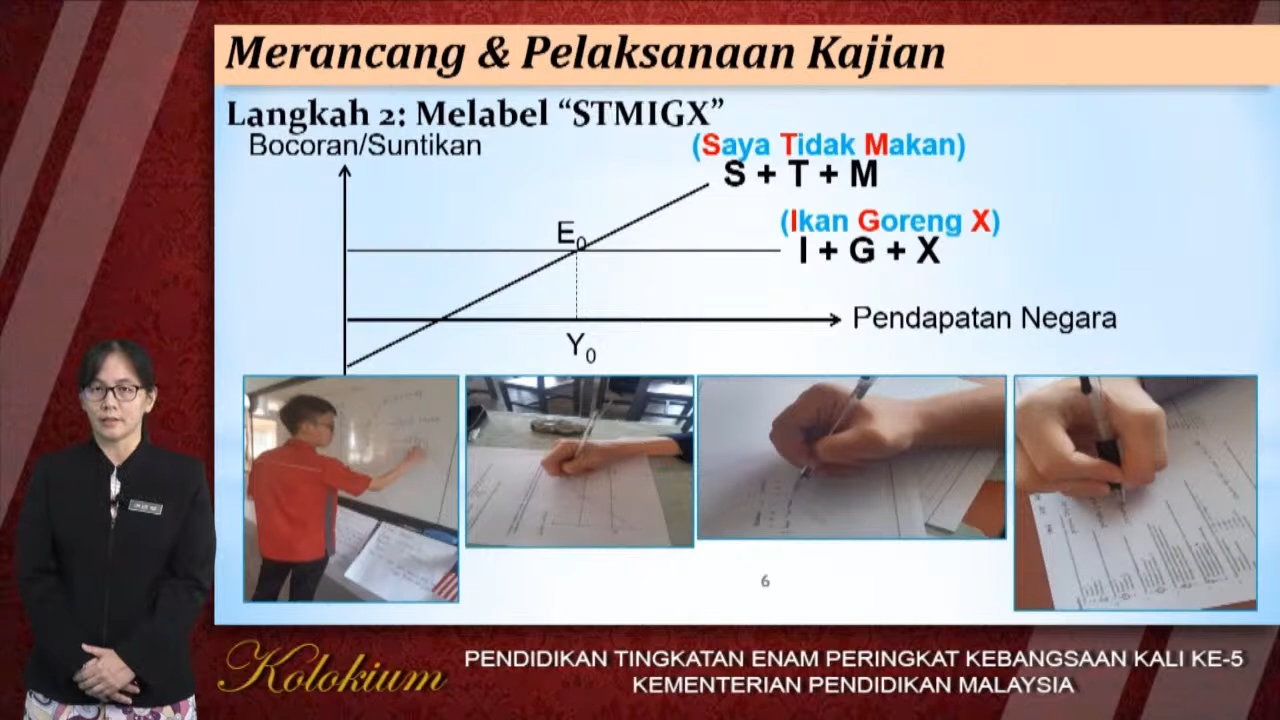 Merancang & Pelaksanaan Kajian
Langkah 2: Melabel “STMIGX”
Bocoran/Suntikan
(Saya Tidak Makan)
S + T + M
(Ikan Goreng X)
I + G + X
E0
Pendapatan Negara
Y0
6
Kolokium
PENDIDIKAN TINGKATAN ENAM PERINGKAT KEBANGSAAN KALI KE-5
KEMENTERIAN PENDIDIKAN MALAYSIA